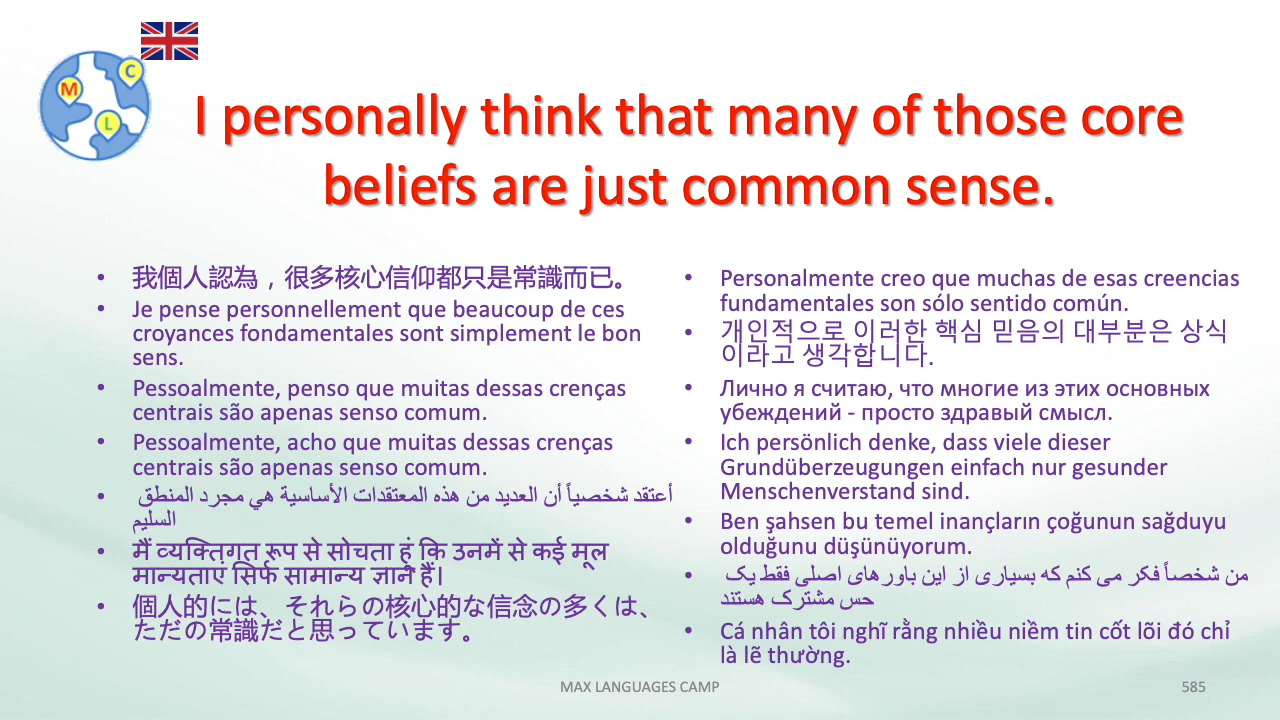 M
C
L
I personally think that many of those core
beliefs are just common sense.
• 我個人認為，很多核心信仰都只是常識而已。
• Je pense personnellement que beaucoup de ces
croyances fondamentales sont simplement le bon
sens.
• Pessoalmente, penso que muitas dessas crenças
centrais são apenas senso comum.
• Pessoalmente, acho que muitas dessas crenças
centrais são apenas senso comum.
• أعتقد شخصياً أن العديد من هذه المعتقدات الأساسية هي مجرد المنطق
السليم
• मैं व्यक्तिगत रूप से सोचता हूं कि उनमें से कई मूल
मान्यताएं सिर्फ सामान्य ज्ञान हैं।
• 個人的には、それらの核心的な信念の多くは、
ただの常識だと思っています。
• Personalmente creo que muchas de esas creencias
fundamentales son sólo sentido común.
• 개인적으로 이러한 핵심 믿음의 대부분은 상식
이라고 생각합니다.
• Лично я считаю, что многие из этих основных
убеждений - просто здравый смысл.
• Ich persönlich denke, dass viele dieser
Grundüberzeugungen einfach nur gesunder
Menschenverstand sind.
• Ben şahsen bu temel inançların çoğunun sağduyu
olduğunu düşünüyorum.
• من شخصاً فکر می کنم که بسیاری از این باورهای اصلی فقط یک
حس مشترک هستند
• Cá nhân tôi nghĩ rằng nhiều niềm tin cốt lõi đó chỉ
là lẽ thường.
MAX LANGUAGES CAMP
585